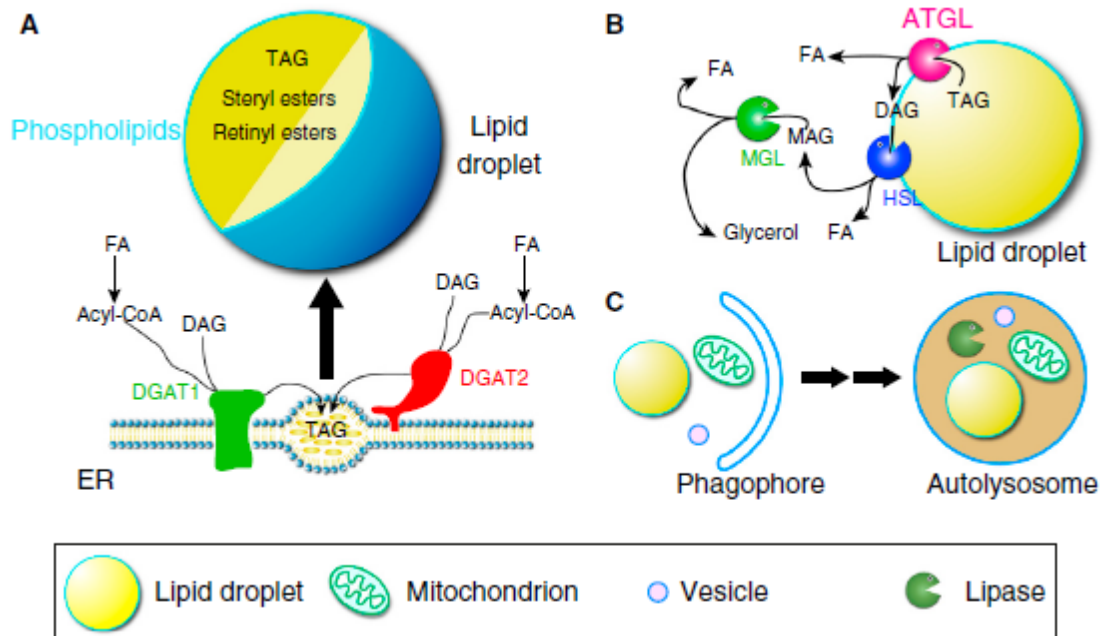 A
TAG
Steryl esters
Retinyl esters
Phospholipids
Lipid
droplet
FA
Acyl-CoA
DAG
DGAT1
TAG
FA
DAG
Acyl-CoA
DGAT2
ER
B
ATGL
FA
FA
DAG
TAG
MAG
MGL
HSL
Glycerol
FA
Lipid droplet
C
Phagophore
Autolysosome
Lipid droplet
Mitochondrion
Vesicle
Lipase